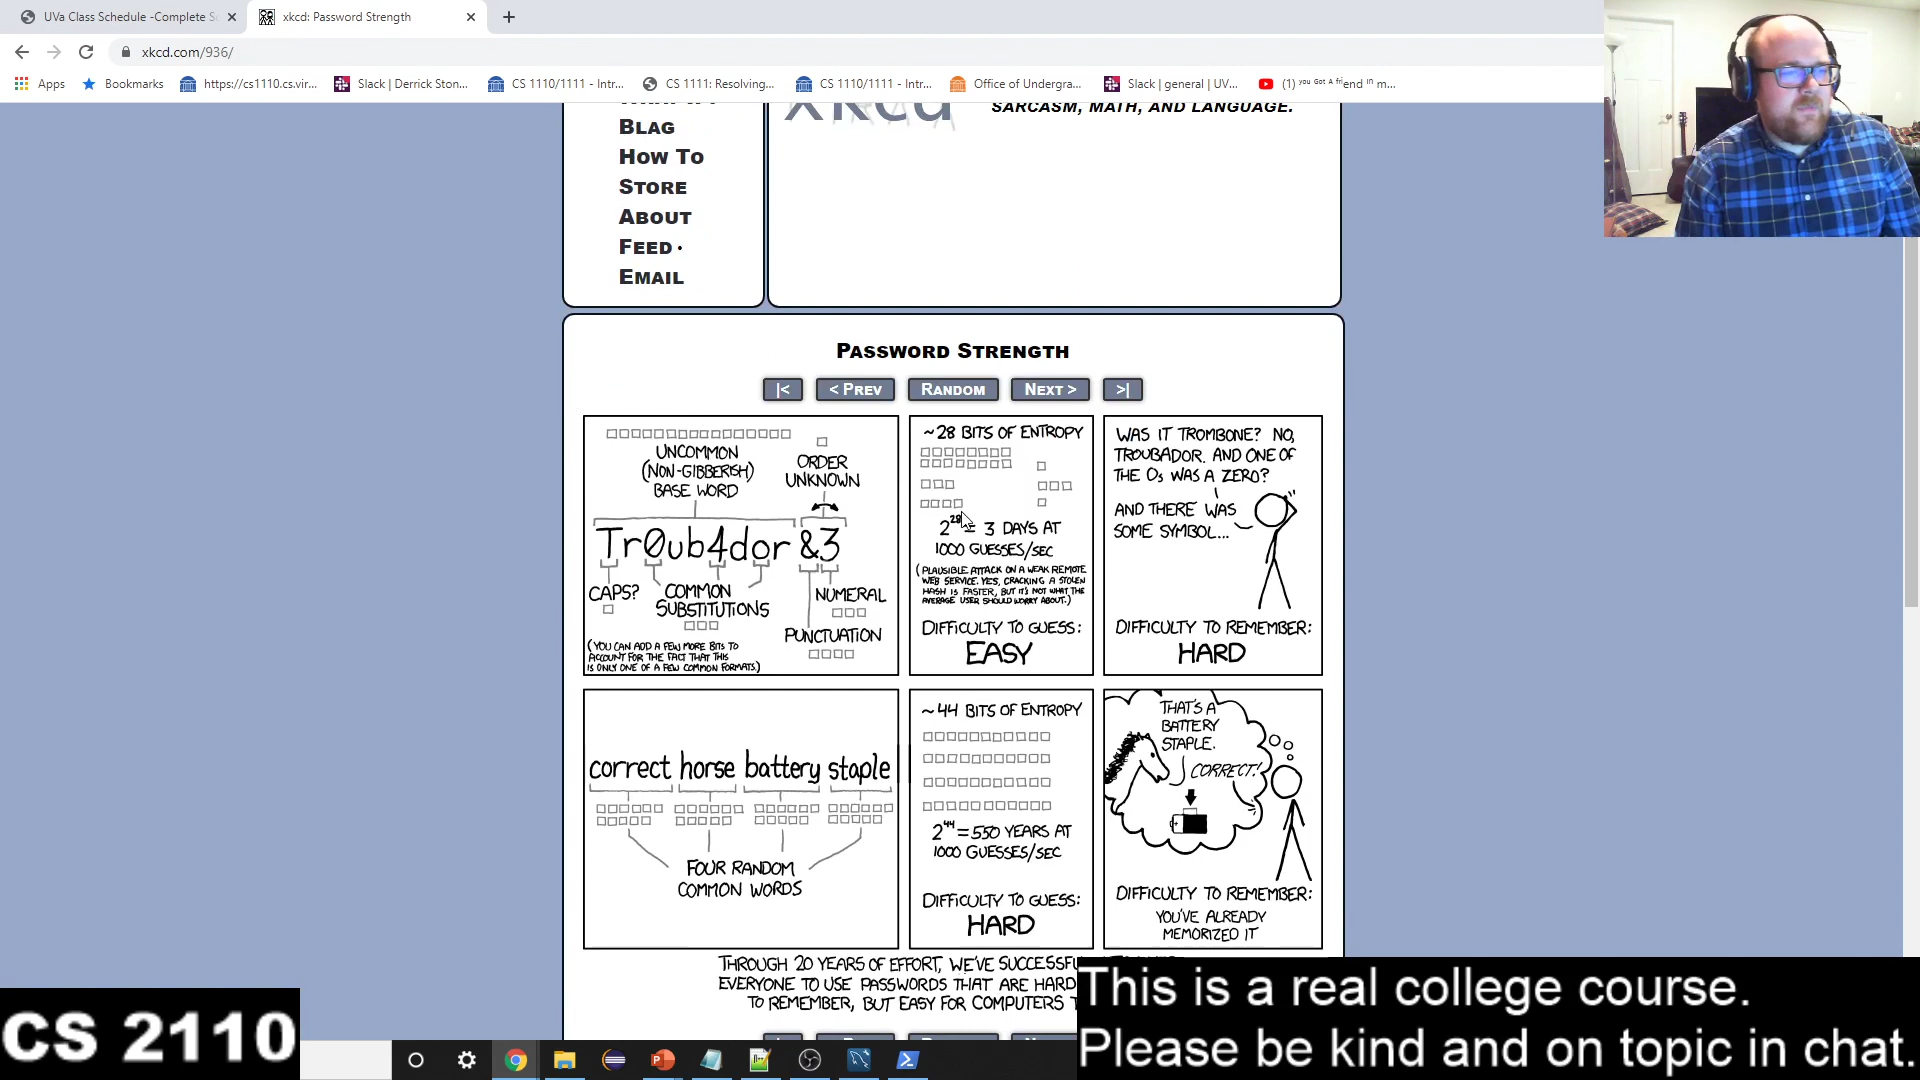 UVa Class Schedule -Complete Sc
xkcd: Password Strength
xkcd.com/936/
Apps
Bookmarks
https://cs1110.cs.vir...
Slack | Derrick Ston...
CS 1110/1111 - Intr...
CS 1111: Resolving...
CS 1110/1111 - Intr...
Office of Undergra...
Slack | general | UV...
(1) ʸᵒᵘ ᴳᵒᵗ ᴬ ᶠʳⁱend ⁱⁿ m...
xkcd
SARCASM, MATH, AND LANGUAGE.
BLAG
HOW TO
STORE
ABOUT
FEED •
EMAIL
PASSWORD STRENGTH
|<
< PREV
RANDOM
NEXT >
>|
UNCOMMON
(NON-GIBBERISH)
BASE WORD
ORDER
UNKNOWN
Tr0ub4dor &3
CAPS?
COMMON
SUBSTITUTIONS
NUMERAL
PUNCTUATION
(YOU CAN ADD A FEW MORE BITS TO
ACCOUNT FOR THE FACT THAT THIS
IS ONLY ONE OF A FEW COMMON FORMATS.)
~28 BITS OF ENTROPY
2²⁸ = 3 DAYS AT
1000 GUESSES/SEC
(PLAUSIBLE ATTACK ON A WEAK REMOTE
WEB SERVICE. YES, CRACKING A STOLEN
HASH IS FASTER, BUT IT'S NOT WHAT THE
AVERAGE USER SHOULD WORRY ABOUT.)
DIFFICULTY TO GUESS:
EASY
WAS IT TROMBONE? NO,
TROUBADOR. AND ONE OF
THE Os WAS A ZERO?
AND THERE WAS
SOME SYMBOL...
DIFFICULTY TO REMEMBER:
HARD
correct horse battery staple
FOUR RANDOM
COMMON WORDS
~44 BITS OF ENTROPY
2⁴⁴ = 550 YEARS AT
1000 GUESSES/SEC
DIFFICULTY TO GUESS:
HARD
THAT'S A
BATTERY
STAPLE.
CORRECT!
DIFFICULTY TO REMEMBER:
YOU'VE ALREADY
MEMORIZED IT
THROUGH 20 YEARS OF EFFORT, WE'VE SUCCESSFU
EVERYONE TO USE PASSWORDS THAT ARE HARD
TO REMEMBER, BUT EASY FOR COMPUTERS T
CS 2110
This is a real college course.
Please be kind and on topic in chat.